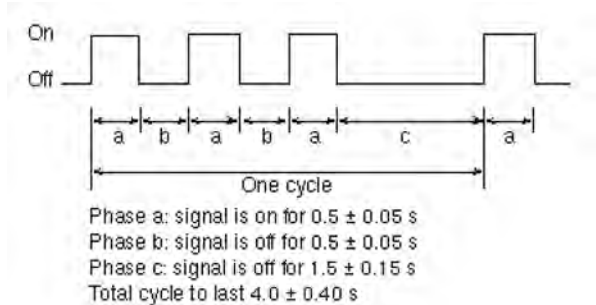 On
Off
a b a b a c a
One cycle
Phase a: signal is on for 0.5 ± 0.05 s
Phase b: signal is off for 0.5 ± 0.05 s
Phase c: signal is off for 1.5 ± 0.15 s
Total cycle to last 4.0 ± 0.40 s